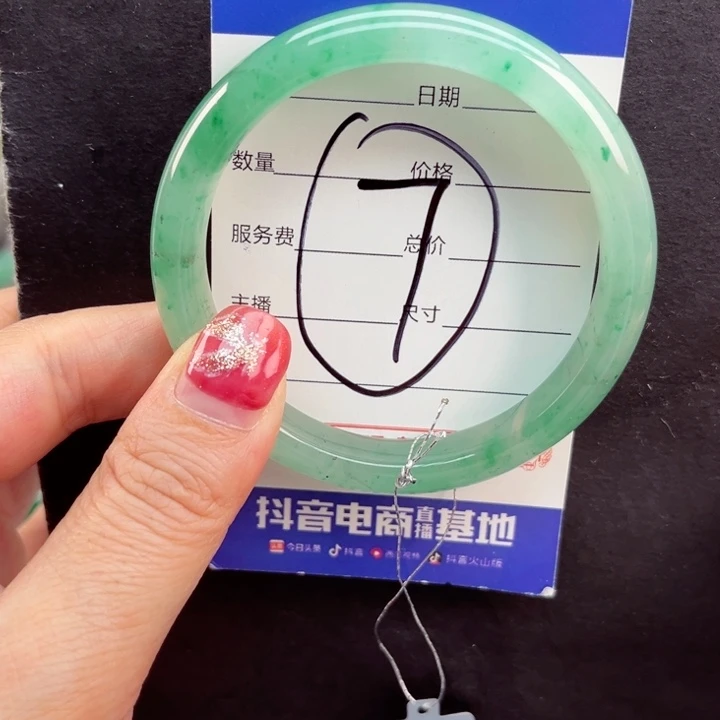 日期
数量 价格
7
服务费 总价
主播 尺寸
抖音电商直播基地
今日头条 抖音 抖音火山版